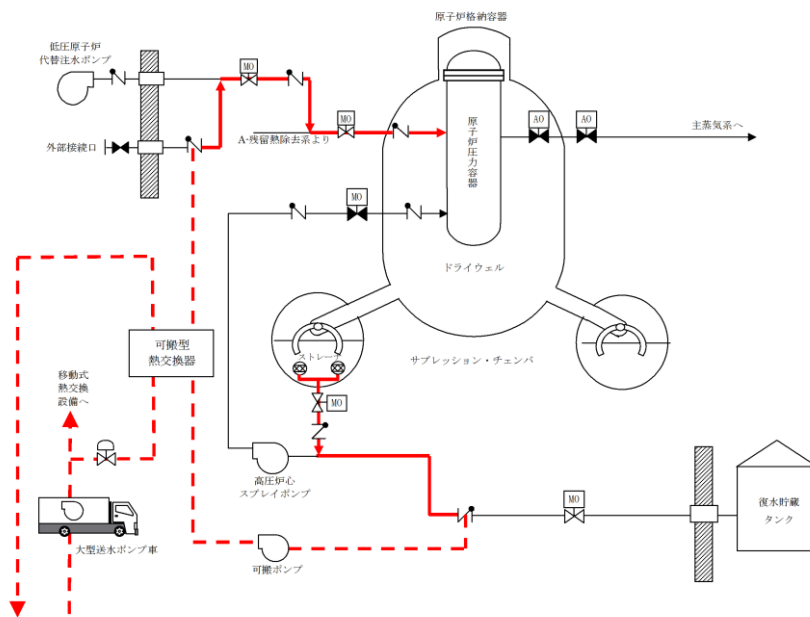 原子炉格納容器
低圧原子炉
代替注水ポンプ
MO
MO
A-残留熱除去系より
外部接続口
原子炉圧力容器
AO
AO
主蒸気系へ
MO
ドライウェル
可搬型
熱交換器
ストレーナ
サプレッション・チェンバ
移動式
熱交換
設備へ
MO
高圧炉心
スプレイポンプ
MO
復水貯蔵
タンク
大型送水ポンプ車
可搬ポンプ